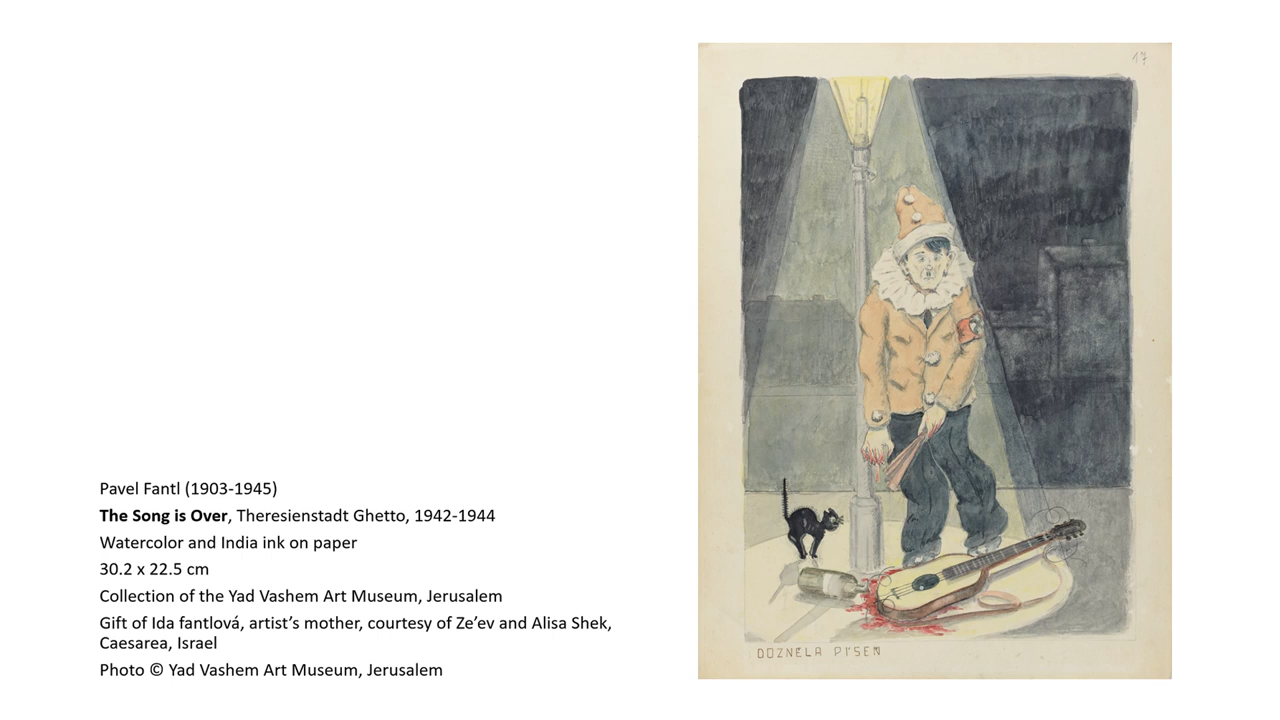 Pavel Fantl (1903-1945)
The Song is Over, Theresienstadt Ghetto, 1942-1944
Watercolor and India ink on paper
30.2 x 22.5 cm
Collection of the Yad Vashem Art Museum, Jerusalem
Gift of Ida fantlová, artist’s mother, courtesy of Ze’ev and Alisa Shek,
Caesarea, Israel
Photo © Yad Vashem Art Museum, Jerusalem
17
DOZNĚLA PÍSEŇ